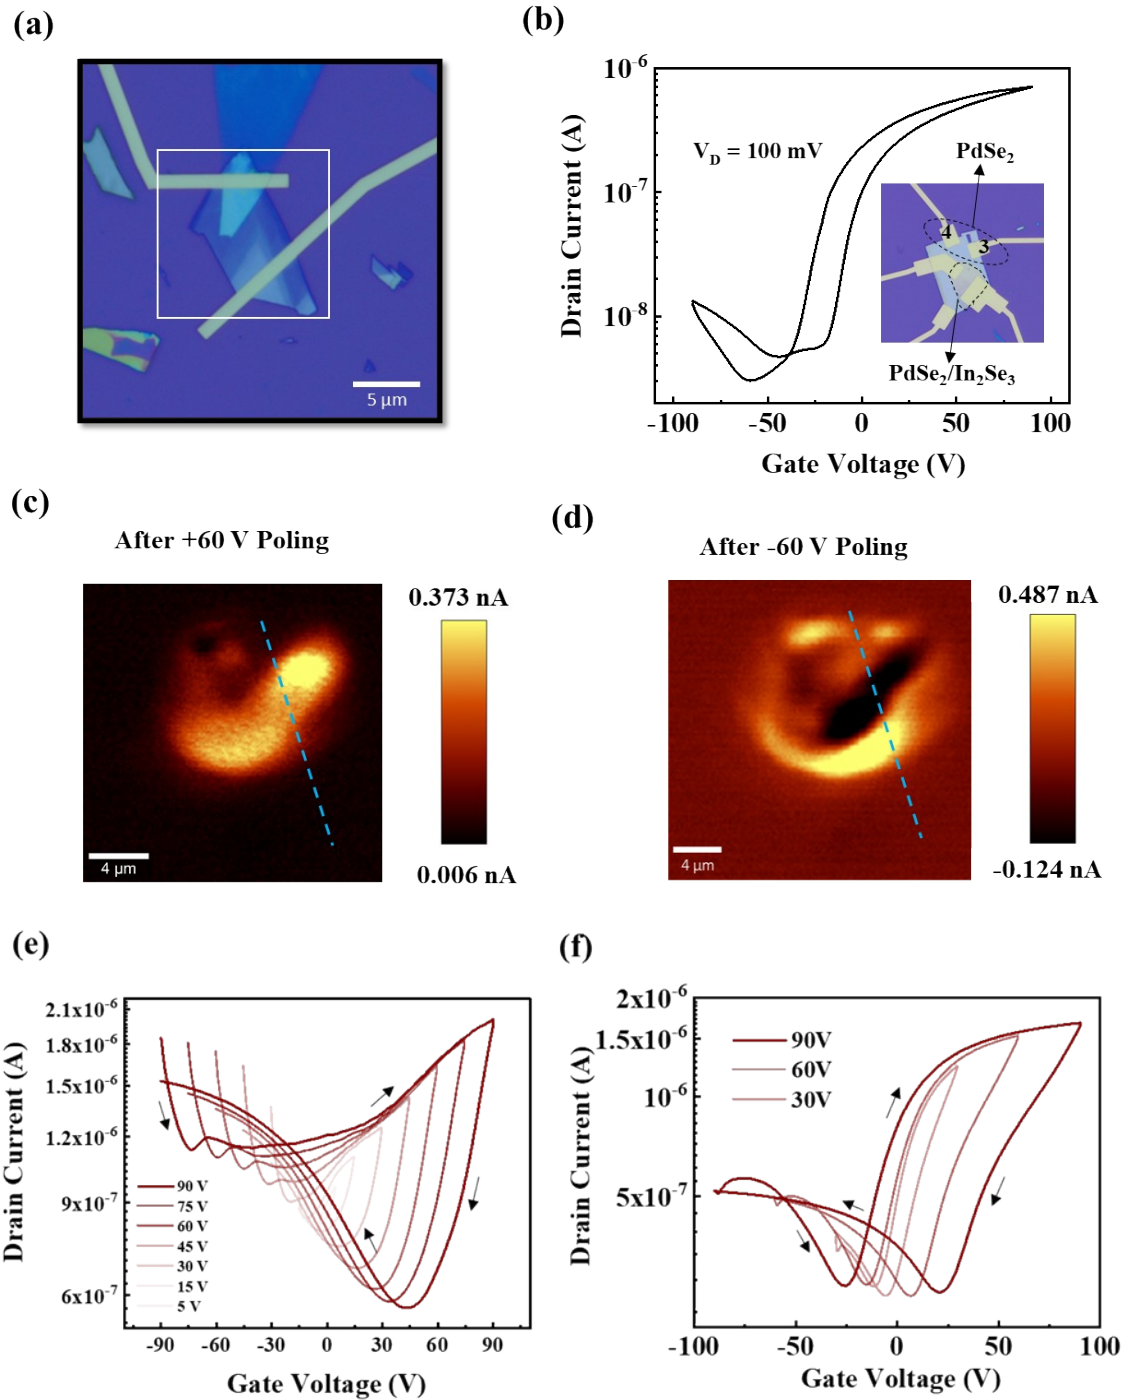 (a)
5 μm
(b)
10⁻⁶
10⁻⁷
10⁻⁸
Drain Current (A)
V_D = 100 mV
PdSe₂
4
3
PdSe₂/In₂Se₃
-100
-50
0
50
100
Gate Voltage (V)
(c)
After +60 V Poling
4 μm
0.373 nA
0.006 nA
(d)
After -60 V Poling
4 μm
0.487 nA
-0.124 nA
(e)
2.1x10⁻⁶
1.8x10⁻⁶
1.5x10⁻⁶
1.2x10⁻⁶
9x10⁻⁷
6x10⁻⁷
Drain Current (A)
90 V
75 V
60 V
45 V
30 V
15 V
5 V
-90
-60
-30
0
30
60
90
Gate Voltage (V)
(f)
2x10⁻⁶
1.5x10⁻⁶
10⁻⁶
5x10⁻⁷
Drain Current (A)
90V
60V
30V
-100
-50
0
50
100
Gate Voltage (V)